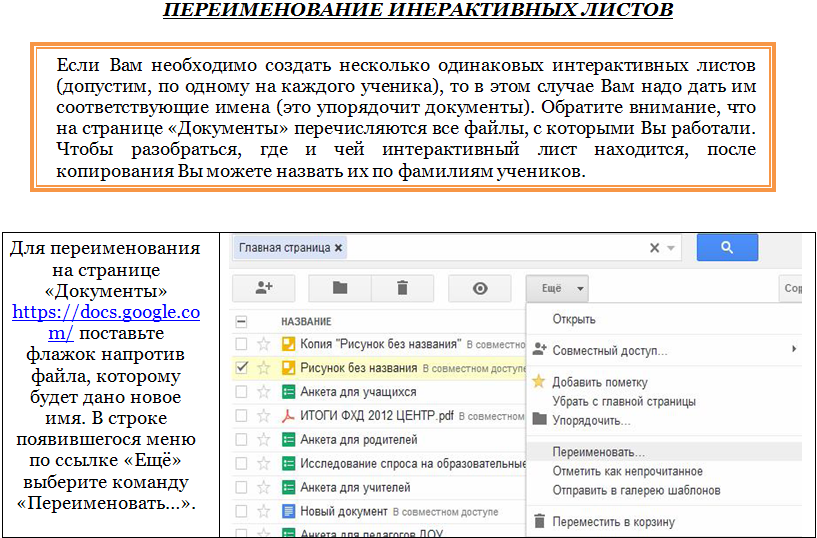 ПЕРЕИМЕНОВАНИЕ ИНЕРАКТИВНЫХ ЛИСТОВ
Если Вам необходимо создать несколько одинаковых интерактивных листов
(допустим, по одному на каждого ученика), то в этом случае Вам надо дать им
соответствующие имена (это упорядочит документы). Обратите внимание, что
на странице «Документы» перечисляются все файлы, с которыми Вы работали.
Чтобы разобраться, где и чей интерактивный лист находится, после
копирования Вы можете назвать их по фамилиям учеников.
Для переименования
на странице
«Документы»
https://docs.google.co
m/ поставьте
флажок напротив
файла, которому
будет дано новое
имя. В строке
появившегося меню
по ссылке «Ещё»
выберите команду
«Переименовать…».
Главная страница
Ещё
Сор
НАЗВАНИЕ
Копия "Рисунок без названия" В совместно
Рисунок без названия В совместном доступе
Анкета для учащихся
ИТОГИ ФХД 2012 ЦЕНТР.pdf В совместном
Анкета для родителей
Исследование спроса на образовательные
Анкета для учителей
Новый документ В совместном доступе
Анкета для педагогов ДОУ
Открыть
Совместный доступ...
Добавить пометку
Убрать с главной страницы
Упорядочить...
Переименовать...
Отметить как непрочитанное
Отправить в галерею шаблонов
Переместить в корзину